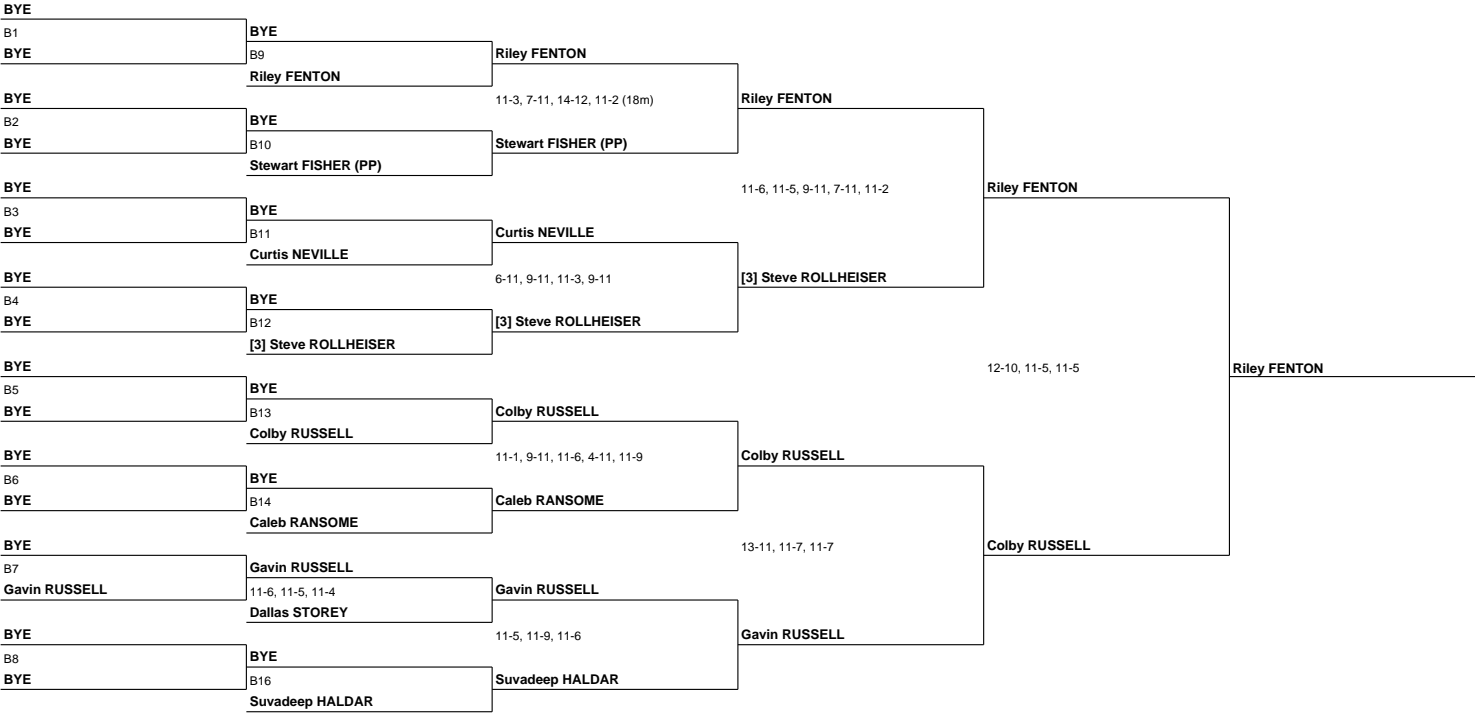 BYE
B1
BYE
BYE
B9
Riley FENTON
Riley FENTON
BYE
B2
BYE
BYE
B10
Stewart FISHER (PP)
Stewart FISHER (PP)
11-3, 7-11, 14-12, 11-2 (18m)
Riley FENTON
BYE
B3
BYE
BYE
B11
Curtis NEVILLE
Curtis NEVILLE
BYE
B4
BYE
BYE
B12
[3] Steve ROLLHEISER
[3] Steve ROLLHEISER
6-11, 9-11, 11-3, 9-11
[3] Steve ROLLHEISER
11-6, 11-5, 9-11, 7-11, 11-2
Riley FENTON
BYE
B5
BYE
BYE
B13
Colby RUSSELL
Colby RUSSELL
BYE
B6
BYE
BYE
B14
Caleb RANSOME
Caleb RANSOME
11-1, 9-11, 11-6, 4-11, 11-9
Colby RUSSELL
BYE
B7
Gavin RUSSELL
Gavin RUSSELL
11-6, 11-5, 11-4
Dallas STOREY
Gavin RUSSELL
BYE
B8
BYE
BYE
B16
Suvadeep HALDAR
Suvadeep HALDAR
11-5, 11-9, 11-6
Gavin RUSSELL
13-11, 11-7, 11-7
Colby RUSSELL
12-10, 11-5, 11-5
Riley FENTON